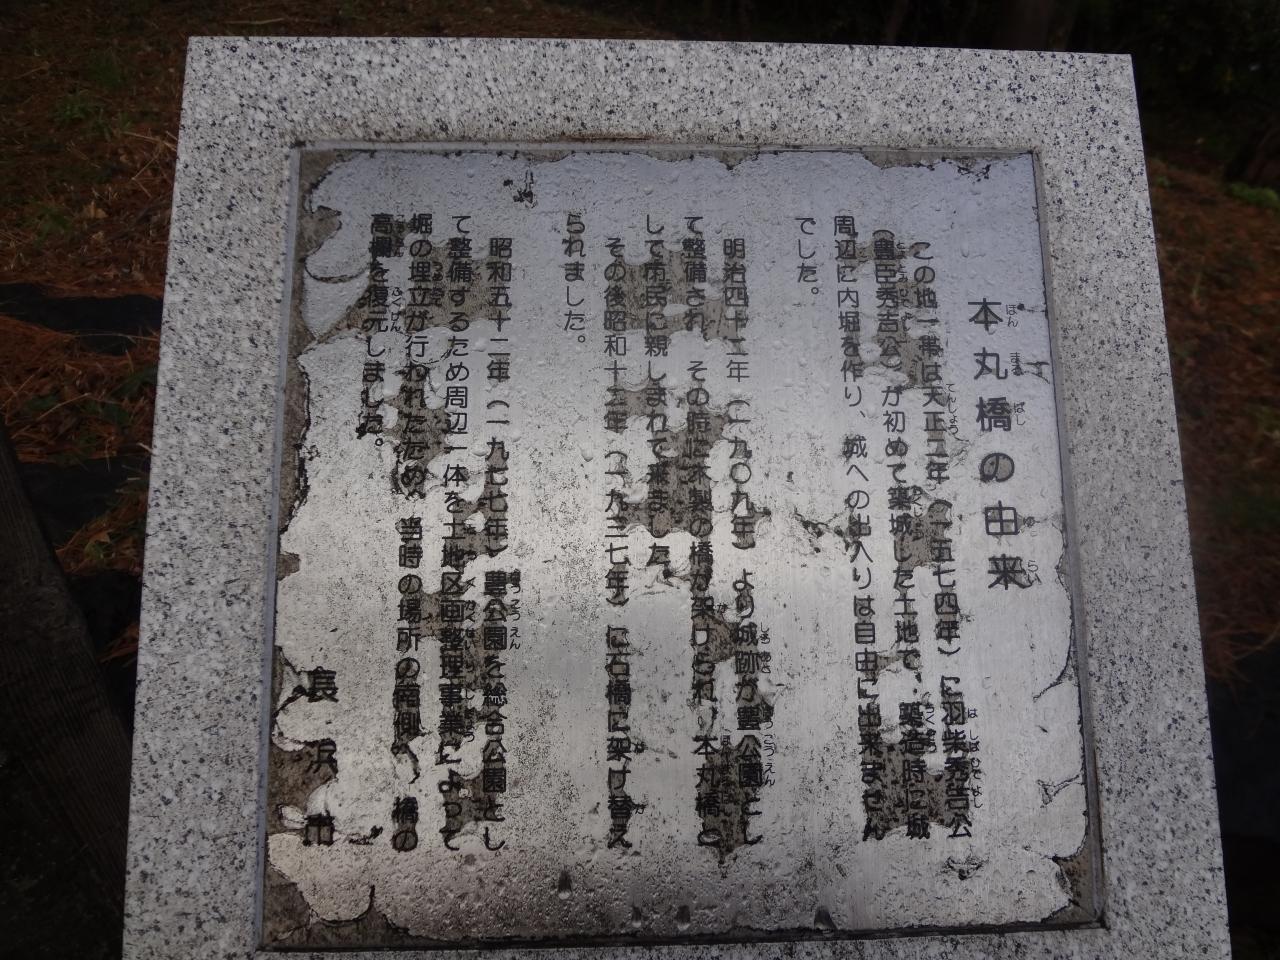 本丸橋の由来
この地一帯は天正二年（一五七四年）に羽柴秀吉公
（豊臣秀吉公）が初めて築城した土地で、築造時に城
周辺に内堀を作り、城への出入りは自由に出来ません
でした。
明治四十二年（一九〇九年）より城跡が豊公園とし
て整備され、その時に木製の橋が架けられ、本丸橋と
して市民に親しまれて来ました。
その後昭和十二年（一九三七年）に石橋に架け替え
られました。
昭和五十二年（一九七七年）豊公園を総合公園とし
て整備するため周辺一体を土地区画整理事業によって
堀の埋立が行われたため、当時の場所の南側へ、橋の
高欄を復元しました。
長浜市